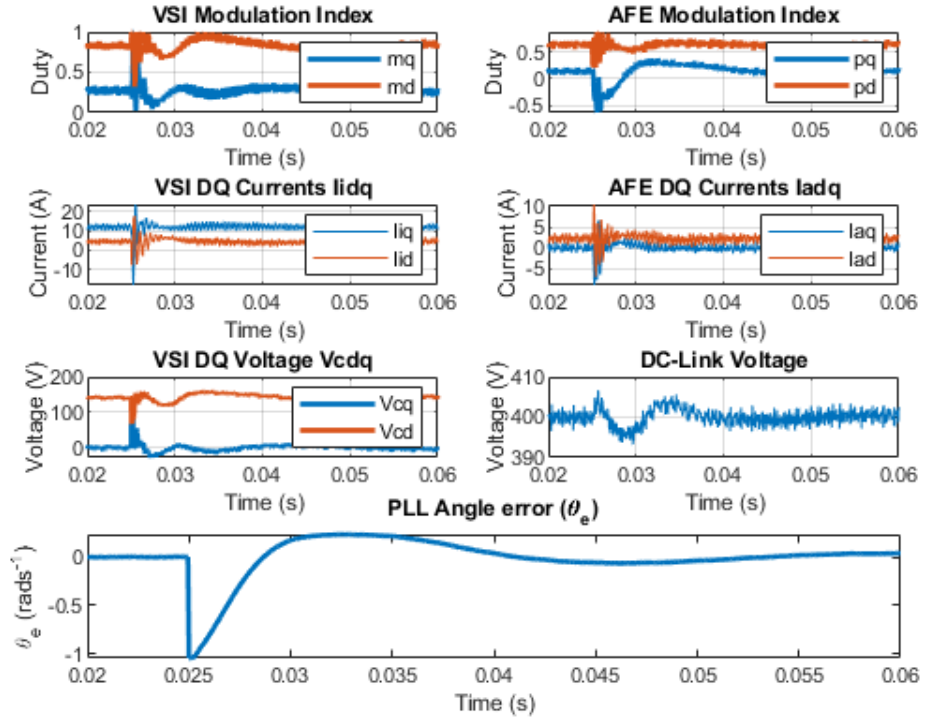 VSI Modulation Index
Duty
1
0.5
0
mq
md
0.02 0.03 0.04 0.05 0.06
Time (s)
AFE Modulation Index
Duty
0.5
0
-0.5
pq
pd
0.02 0.03 0.04 0.05 0.06
Time (s)
VSI DQ Currents Iidq
Current (A)
20
10
0
-10
Iiq
Iid
0.02 0.03 0.04 0.05 0.06
Time (s)
AFE DQ Currents Iadq
Current (A)
10
5
0
-5
Iaq
Iad
0.02 0.03 0.04 0.05 0.06
Time (s)
VSI DQ Voltage Vcdq
Voltage (V)
200
100
0
Vcq
Vcd
0.02 0.03 0.04 0.05 0.06
Time (s)
DC-Link Voltage
Voltage (V)
410
400
390
0.02 0.03 0.04 0.05 0.06
Time (s)
PLL Angle error (θe)
θe (rads-1)
0
-0.5
-1
0.02 0.025 0.03 0.035 0.04 0.045 0.05 0.055 0.06
Time (s)